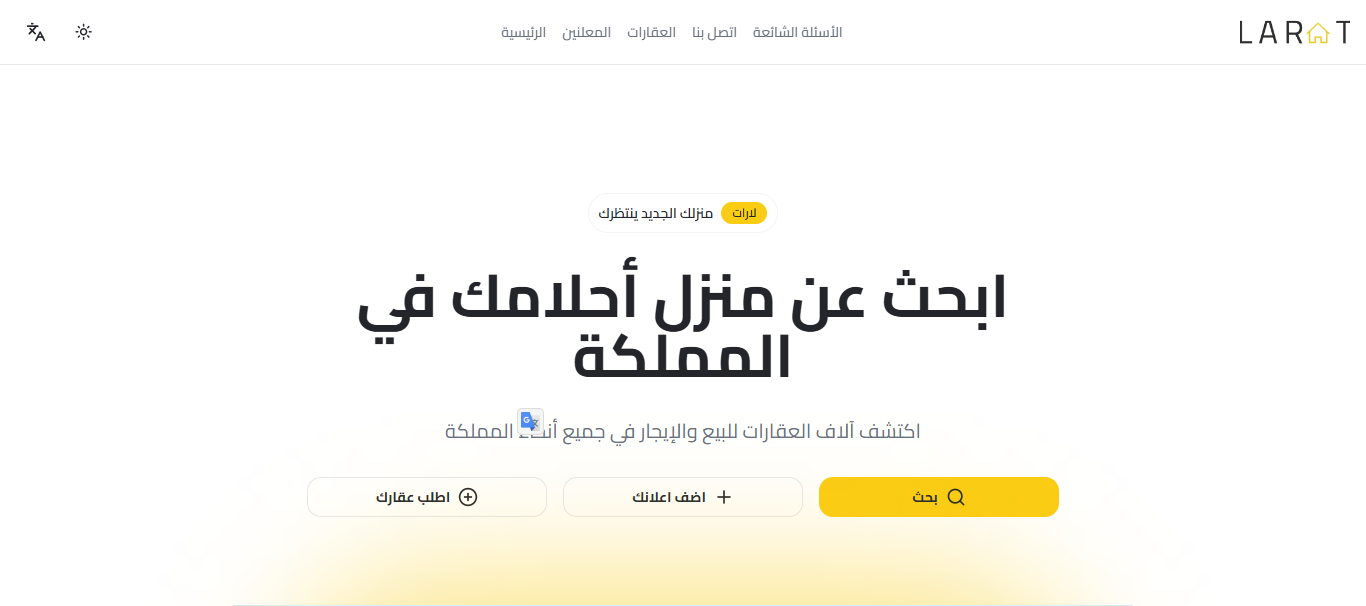 LARAT
الأسئلة الشائعة
اتصل بنا
العقارات
المعلنين
الرئيسية
لارات منزلك الجديد ينتظرك
ابحث عن منزل أحلامك في
المملكة
اكتشف آلاف العقارات للبيع والإيجار في جميع المملكة
بحث
اضف اعلانك
اطلب عقارك